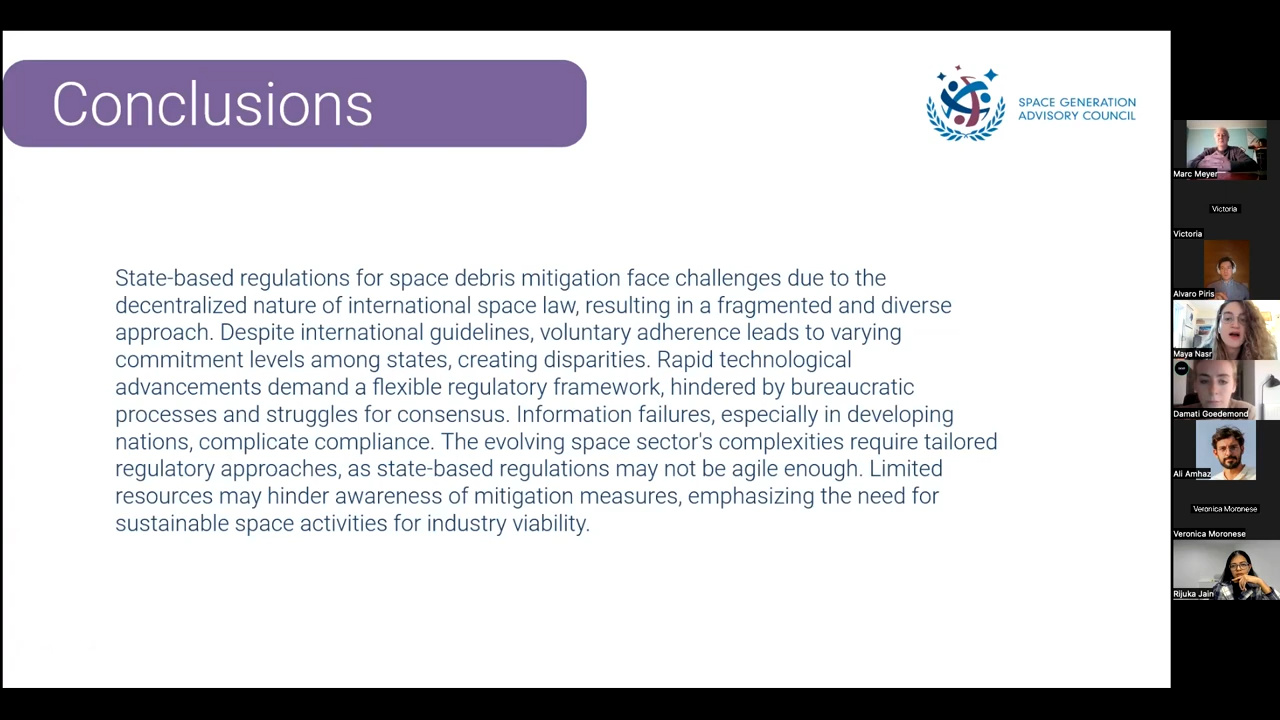 Conclusions
SPACE GENERATION
ADVISORY COUNCIL
State-based regulations for space debris mitigation face challenges due to the
decentralized nature of international space law, resulting in a fragmented and diverse
approach. Despite international guidelines, voluntary adherence leads to varying
commitment levels among states, creating disparities. Rapid technological
advancements demand a flexible regulatory framework, hindered by bureaucratic
processes and struggles for consensus. Information failures, especially in developing
nations, complicate compliance. The evolving space sector's complexities require tailored
regulatory approaches, as state-based regulations may not be agile enough. Limited
resources may hinder awareness of mitigation measures, emphasizing the need for
sustainable space activities for industry viability.
Marc Meyer
Victoria
Victoria
Alvaro Piris
Maya Nasr
Damati Goedemond
Ali Amhaz
Veronica Moronese
Veronica Moronese
Rijuka Jain